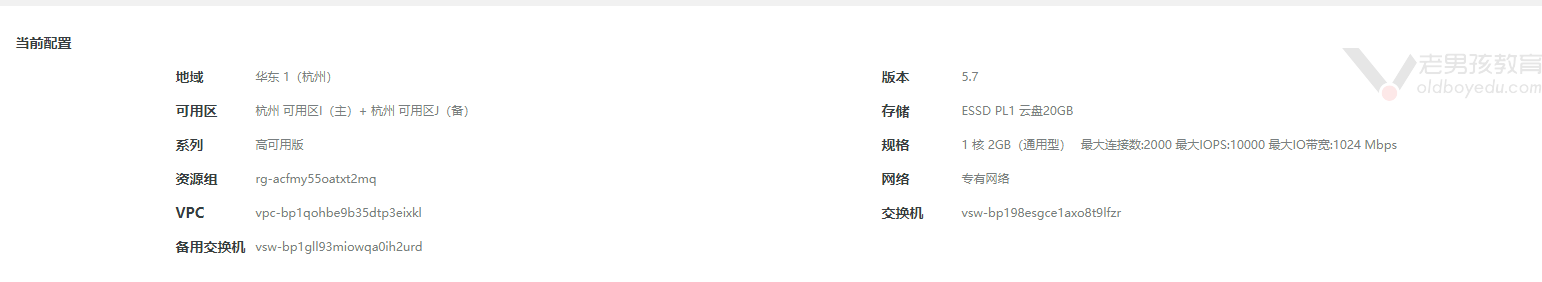 当前配置
老男孩教育
oldboyedu.com
地域 华东 1（杭州） 版本 5.7
可用区 杭州 可用区I（主）+ 杭州 可用区J（备） 存储 ESSD PL1 云盘20GB
系列 高可用版 规格 1 核 2GB（通用型） 最大连接数:2000 最大IOPS:10000 最大IO带宽:1024 Mbps
资源组 rg-acfmy55oatxt2mq 网络 专有网络
VPC vpc-bp1qohbe9b35dtp3eixkl 交换机 vsw-bp198esgce1axo8t9lfzr
备用交换机 vsw-bp1gll93miowqa0ih2urd